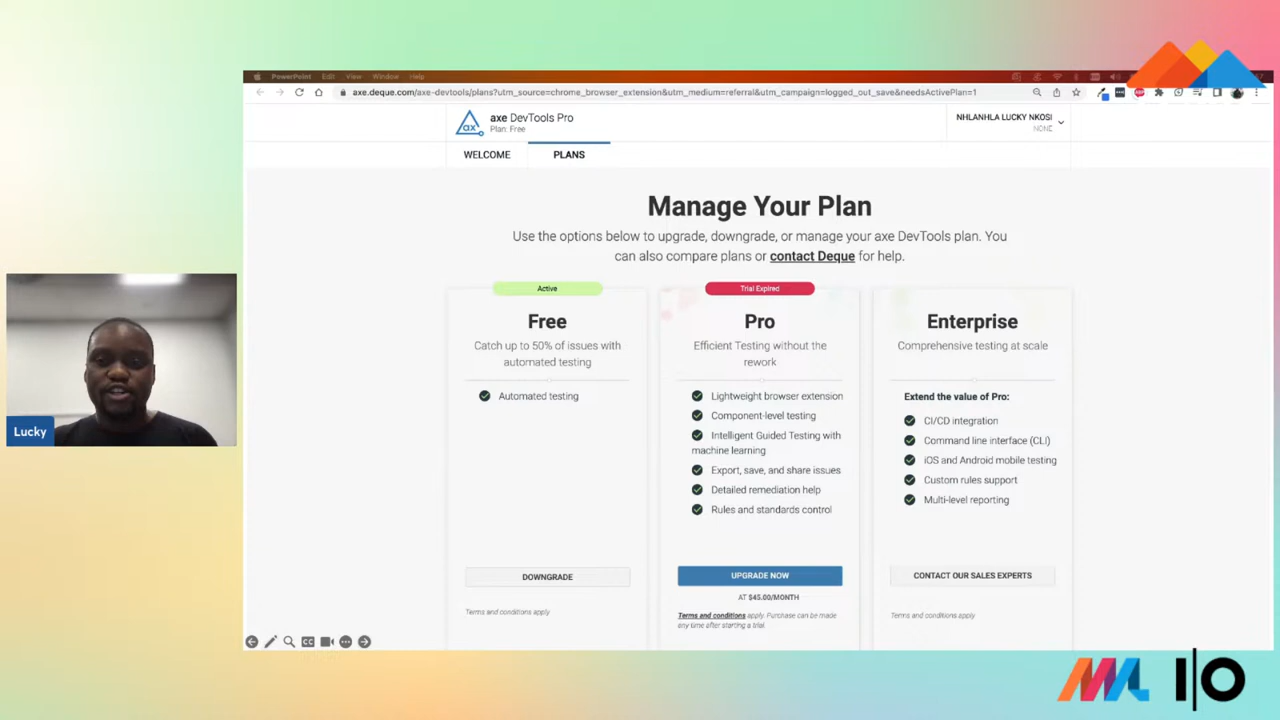 PowerPoint Edit View Window Help
axe.deque.com/axe-devtools/plans?utm_source=chrome_browser_extension&utm_medium=referral&utm_campaign=logged_out_save&needsActivePlan=1
axe DevTools Pro
Plan: Free
NHLANHLA LUCKY NKOSI
NONE
WELCOME
PLANS
Manage Your Plan
Use the options below to upgrade, downgrade, or manage your axe DevTools plan. You
can also compare plans or contact Deque for help.
Active
Free
Catch up to 50% of issues with
automated testing
Automated testing
DOWNGRADE
Terms and conditions apply
Trial Expired
Pro
Efficient Testing without the
rework
Lightweight browser extension
Component-level testing
Intelligent Guided Testing with
machine learning
Export, save, and share issues
Detailed remediation help
Rules and standards control
UPGRADE NOW
AT $45.00/MONTH
Terms and conditions apply. Purchase can be made
any time after starting a trial.
Enterprise
Comprehensive testing at scale
Extend the value of Pro:
CI/CD integration
Command line interface (CLI)
iOS and Android mobile testing
Custom rules support
Multi-level reporting
CONTACT OUR SALES EXPERTS
Terms and conditions apply
Lucky
CC
I/O